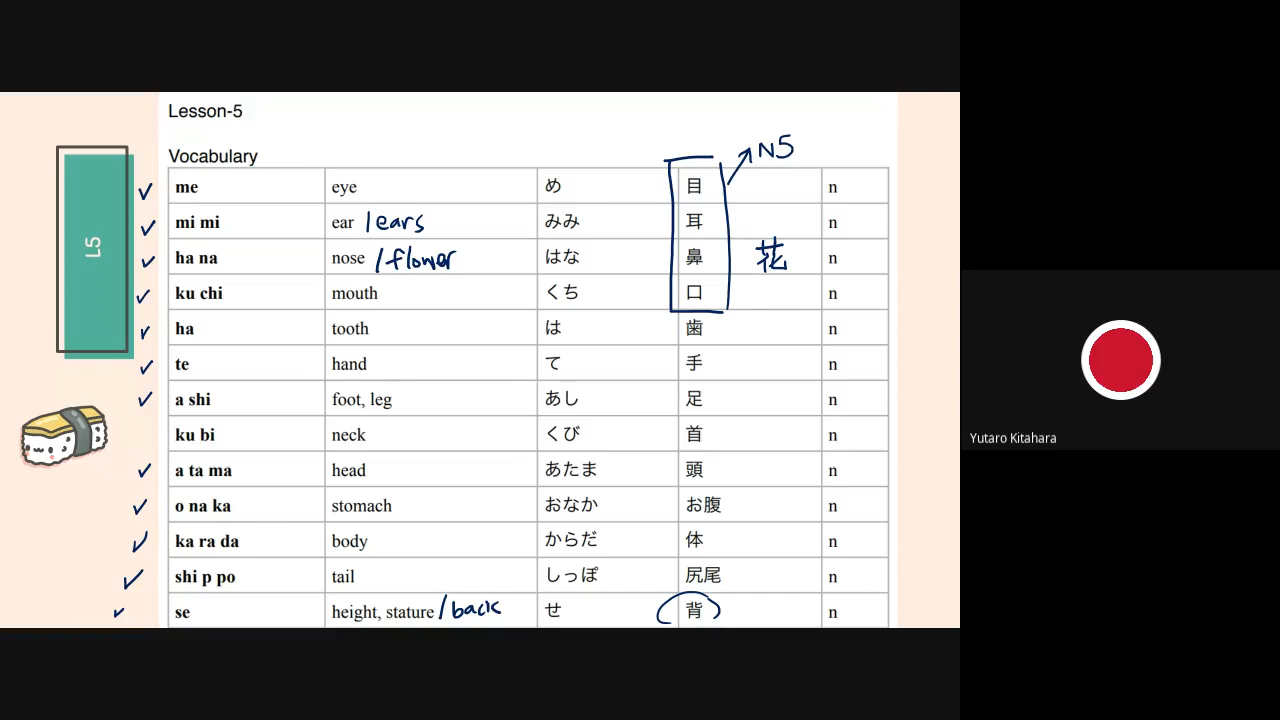 Lesson-5
Vocabulary
N5
L5
me eye め 目 n
mi mi ear /ears みみ 耳 n
ha na nose /flower はな 鼻 花 n
ku chi mouth くち 口 n
ha tooth は 歯 n
te hand て 手 n
a shi foot, leg あし 足 n
ku bi neck くび 首 n
a ta ma head あたま 頭 n
o na ka stomach おなか お腹 n
ka ra da body からだ 体 n
shi p po tail しっぽ 尻尾 n
se height, stature /back せ 背 n
Yutaro Kitahara